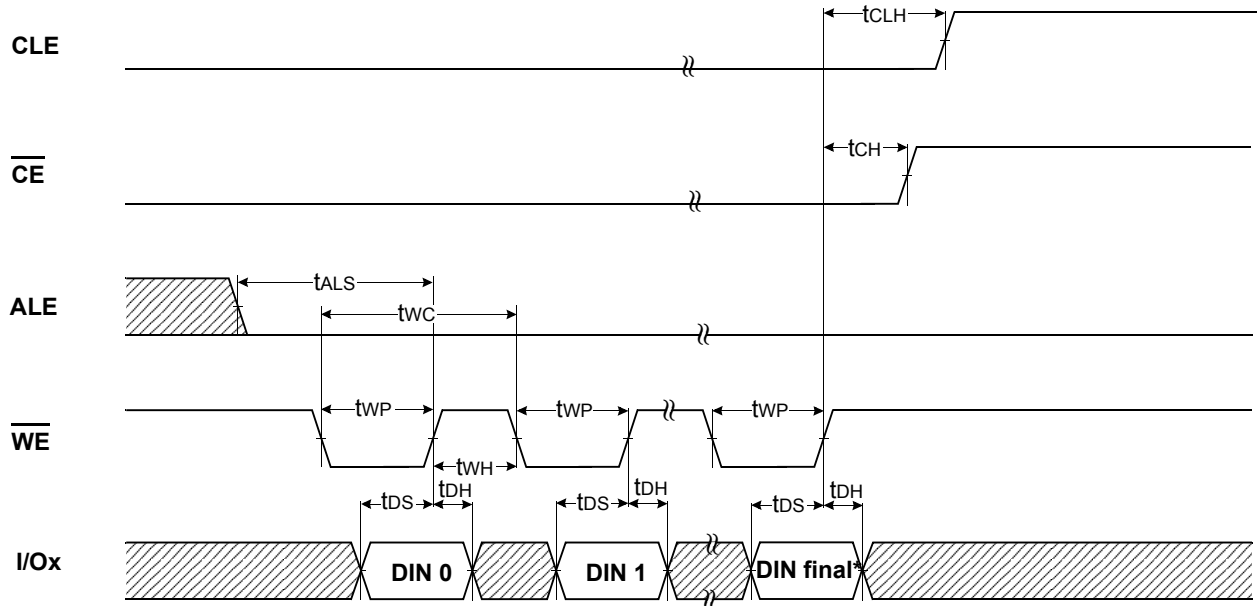 tCLH
CLE
tCH
CE
tALS
ALE
tWC
tWP
tWP
tWP
WE
tWH
tDH
tDH
tDH
tDS
tDS
tDS
I/Ox
DIN 0
DIN 1
DIN final*